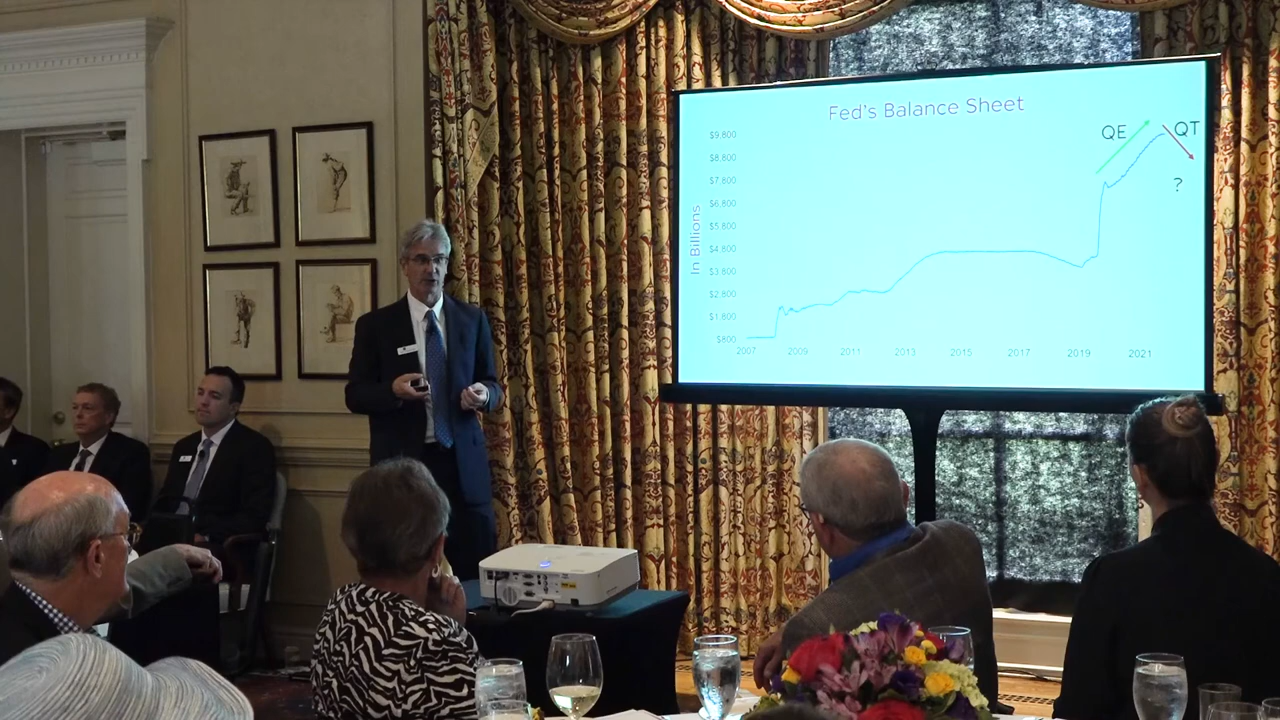 Fed's Balance Sheet
QE
QT
?
In Billions
$9,800
$8,800
$7,800
$6,800
$5,800
$4,800
$3,800
$2,800
$1,800
$800
2007 2009 2011 2013 2015 2017 2019 2021